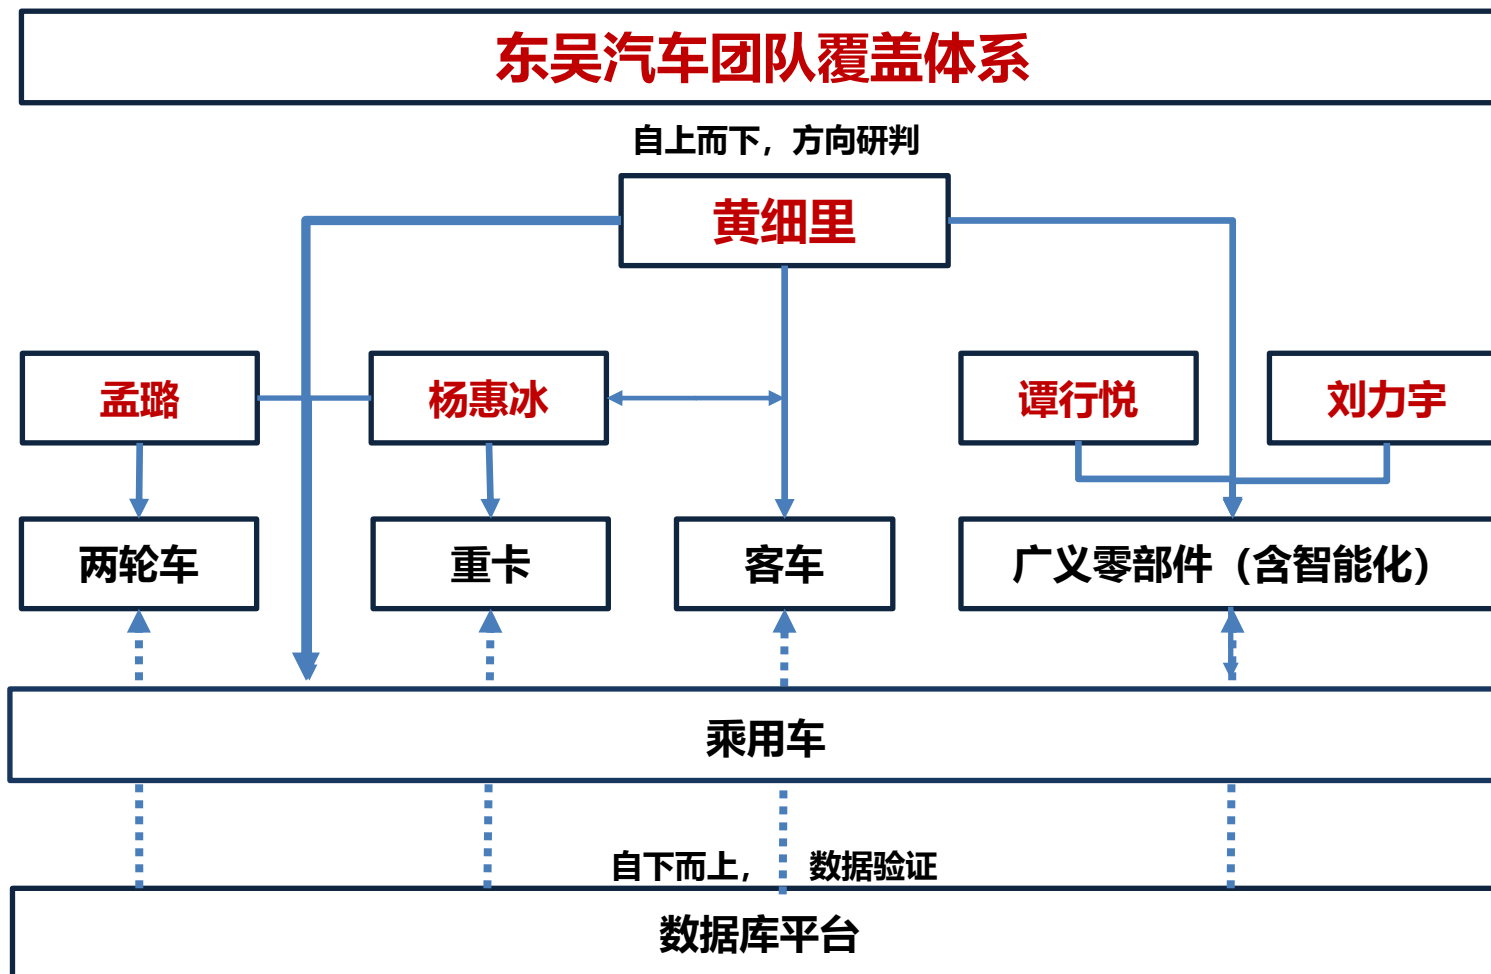 东吴汽车团队覆盖体系
自上而下，方向研判
黄细里
孟璐 杨惠冰 谭行悦 刘力宇
两轮车 重卡 客车 广义零部件（含智能化）
乘用车
自下而上， 数据验证
数据库平台